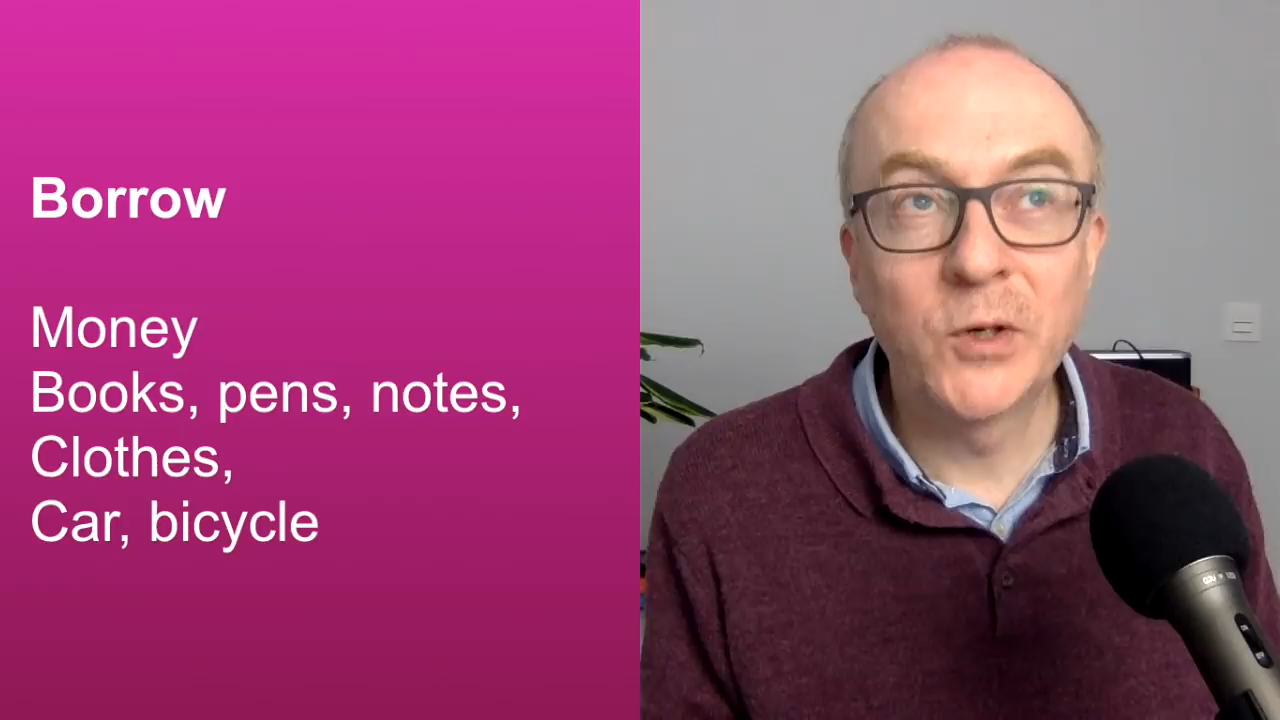 Borrow
Money
Books, pens, notes,
Clothes,
Car, bicycle